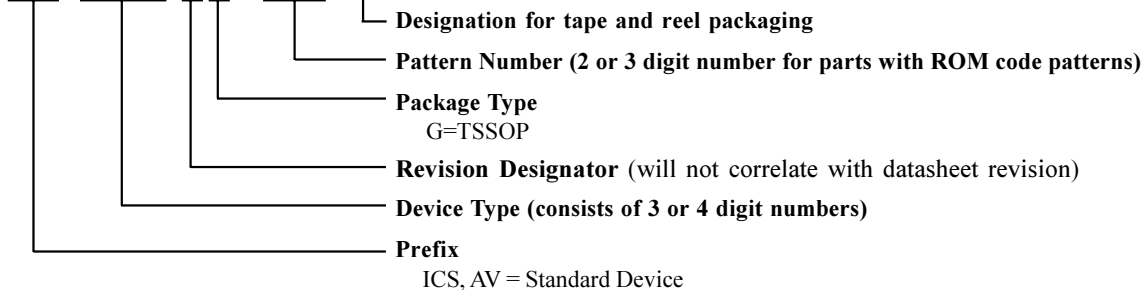 Designation for tape and reel packaging
Pattern Number (2 or 3 digit number for parts with ROM code patterns)
Package Type
G=TSSOP
Revision Designator (will not correlate with datasheet revision)
Device Type (consists of 3 or 4 digit numbers)
Prefix
ICS, AV = Standard Device